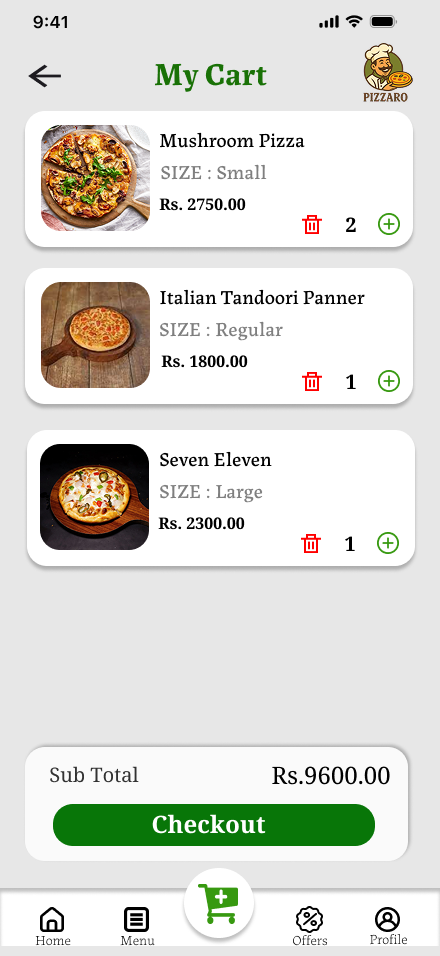 9:41
My Cart
PIZZARO
Mushroom Pizza
SIZE : Small
Rs. 2750.00
2
Italian Tandoori Panner
SIZE : Regular
Rs. 1800.00
1
Seven Eleven
SIZE : Large
Rs. 2300.00
1
Sub Total Rs.9600.00
Checkout
Home Menu Offers Profile